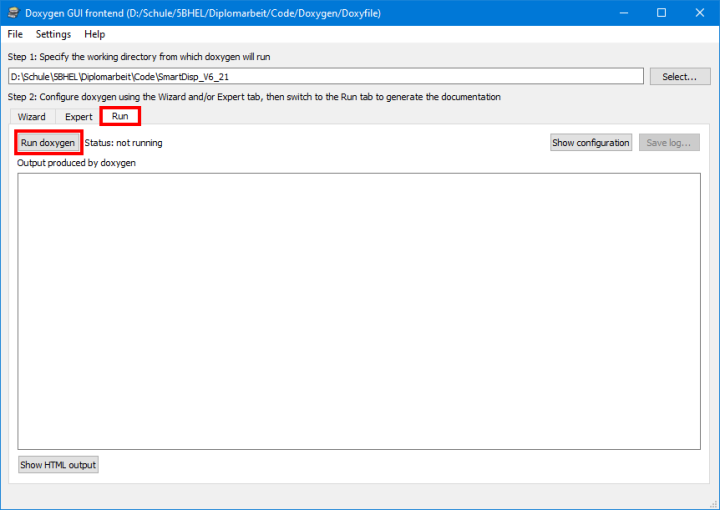 Doxygen GUI frontend (D:/Schule/5BHEL/Diplomarbeit/Code/Doxygen/Doxyfile)
File Settings Help
Step 1: Specify the working directory from which doxygen will run
D:\Schule\5BHEL\Diplomarbeit\Code\SmartDisp_V6_21 Select...
Step 2: Configure doxygen using the Wizard and/or Expert tab, then switch to the Run tab to generate the documentation
Wizard Expert Run
Run doxygen Status: not running Show configuration Save log...
Output produced by doxygen
Show HTML output